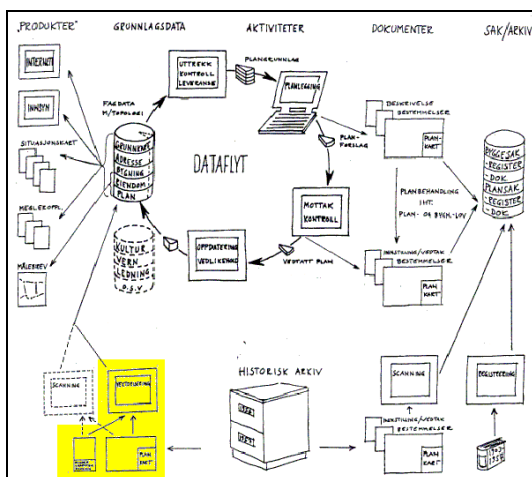 "PRODUKTER"
GRUNNLAGSDATA
AKTIVITETER
DOKUMENTER
SAK/ARKIV
INTERNETT
INNSYN
SITUASJONSKART
MEGLEROPPL.
MÅLEBREV
FAGDATA
M/TOPOLOGI
GRUNNKART
ADRESSE
BYGNING
EIENDOM
PLAN
KULTUR
VERN
LEDNING
O.S.V
UTTREKK
KONTROLL
LEVERANSE
PLANGRUNNLAG
PLANLEGGING
PLAN-
FORSLAG
DATAFLYT
MOTTAK
KONTROLL
VEDTATT PLAN
OPPDATERING
VEDLIKEHOLD
BESKRIVELSE
BESTEMMELSER
PLAN-
KART
PLANBEHANDLING
IHT.
PLAN- OG BYGN.-LOV
INNSTILLING/VEDTAK
BESTEMMELSER
PLAN
KART
BYGGESAK
-REGISTER
-DOK.
PLANSAK
-REGISTER
-DOK.
SCANNING
VEKTORISERING
PLAN
KART
HISTORISK ARKIV
SCANNING
REGISTRERING
INNSTILLING/VEDTAK
BESTEMMELSER
PLAN
KART